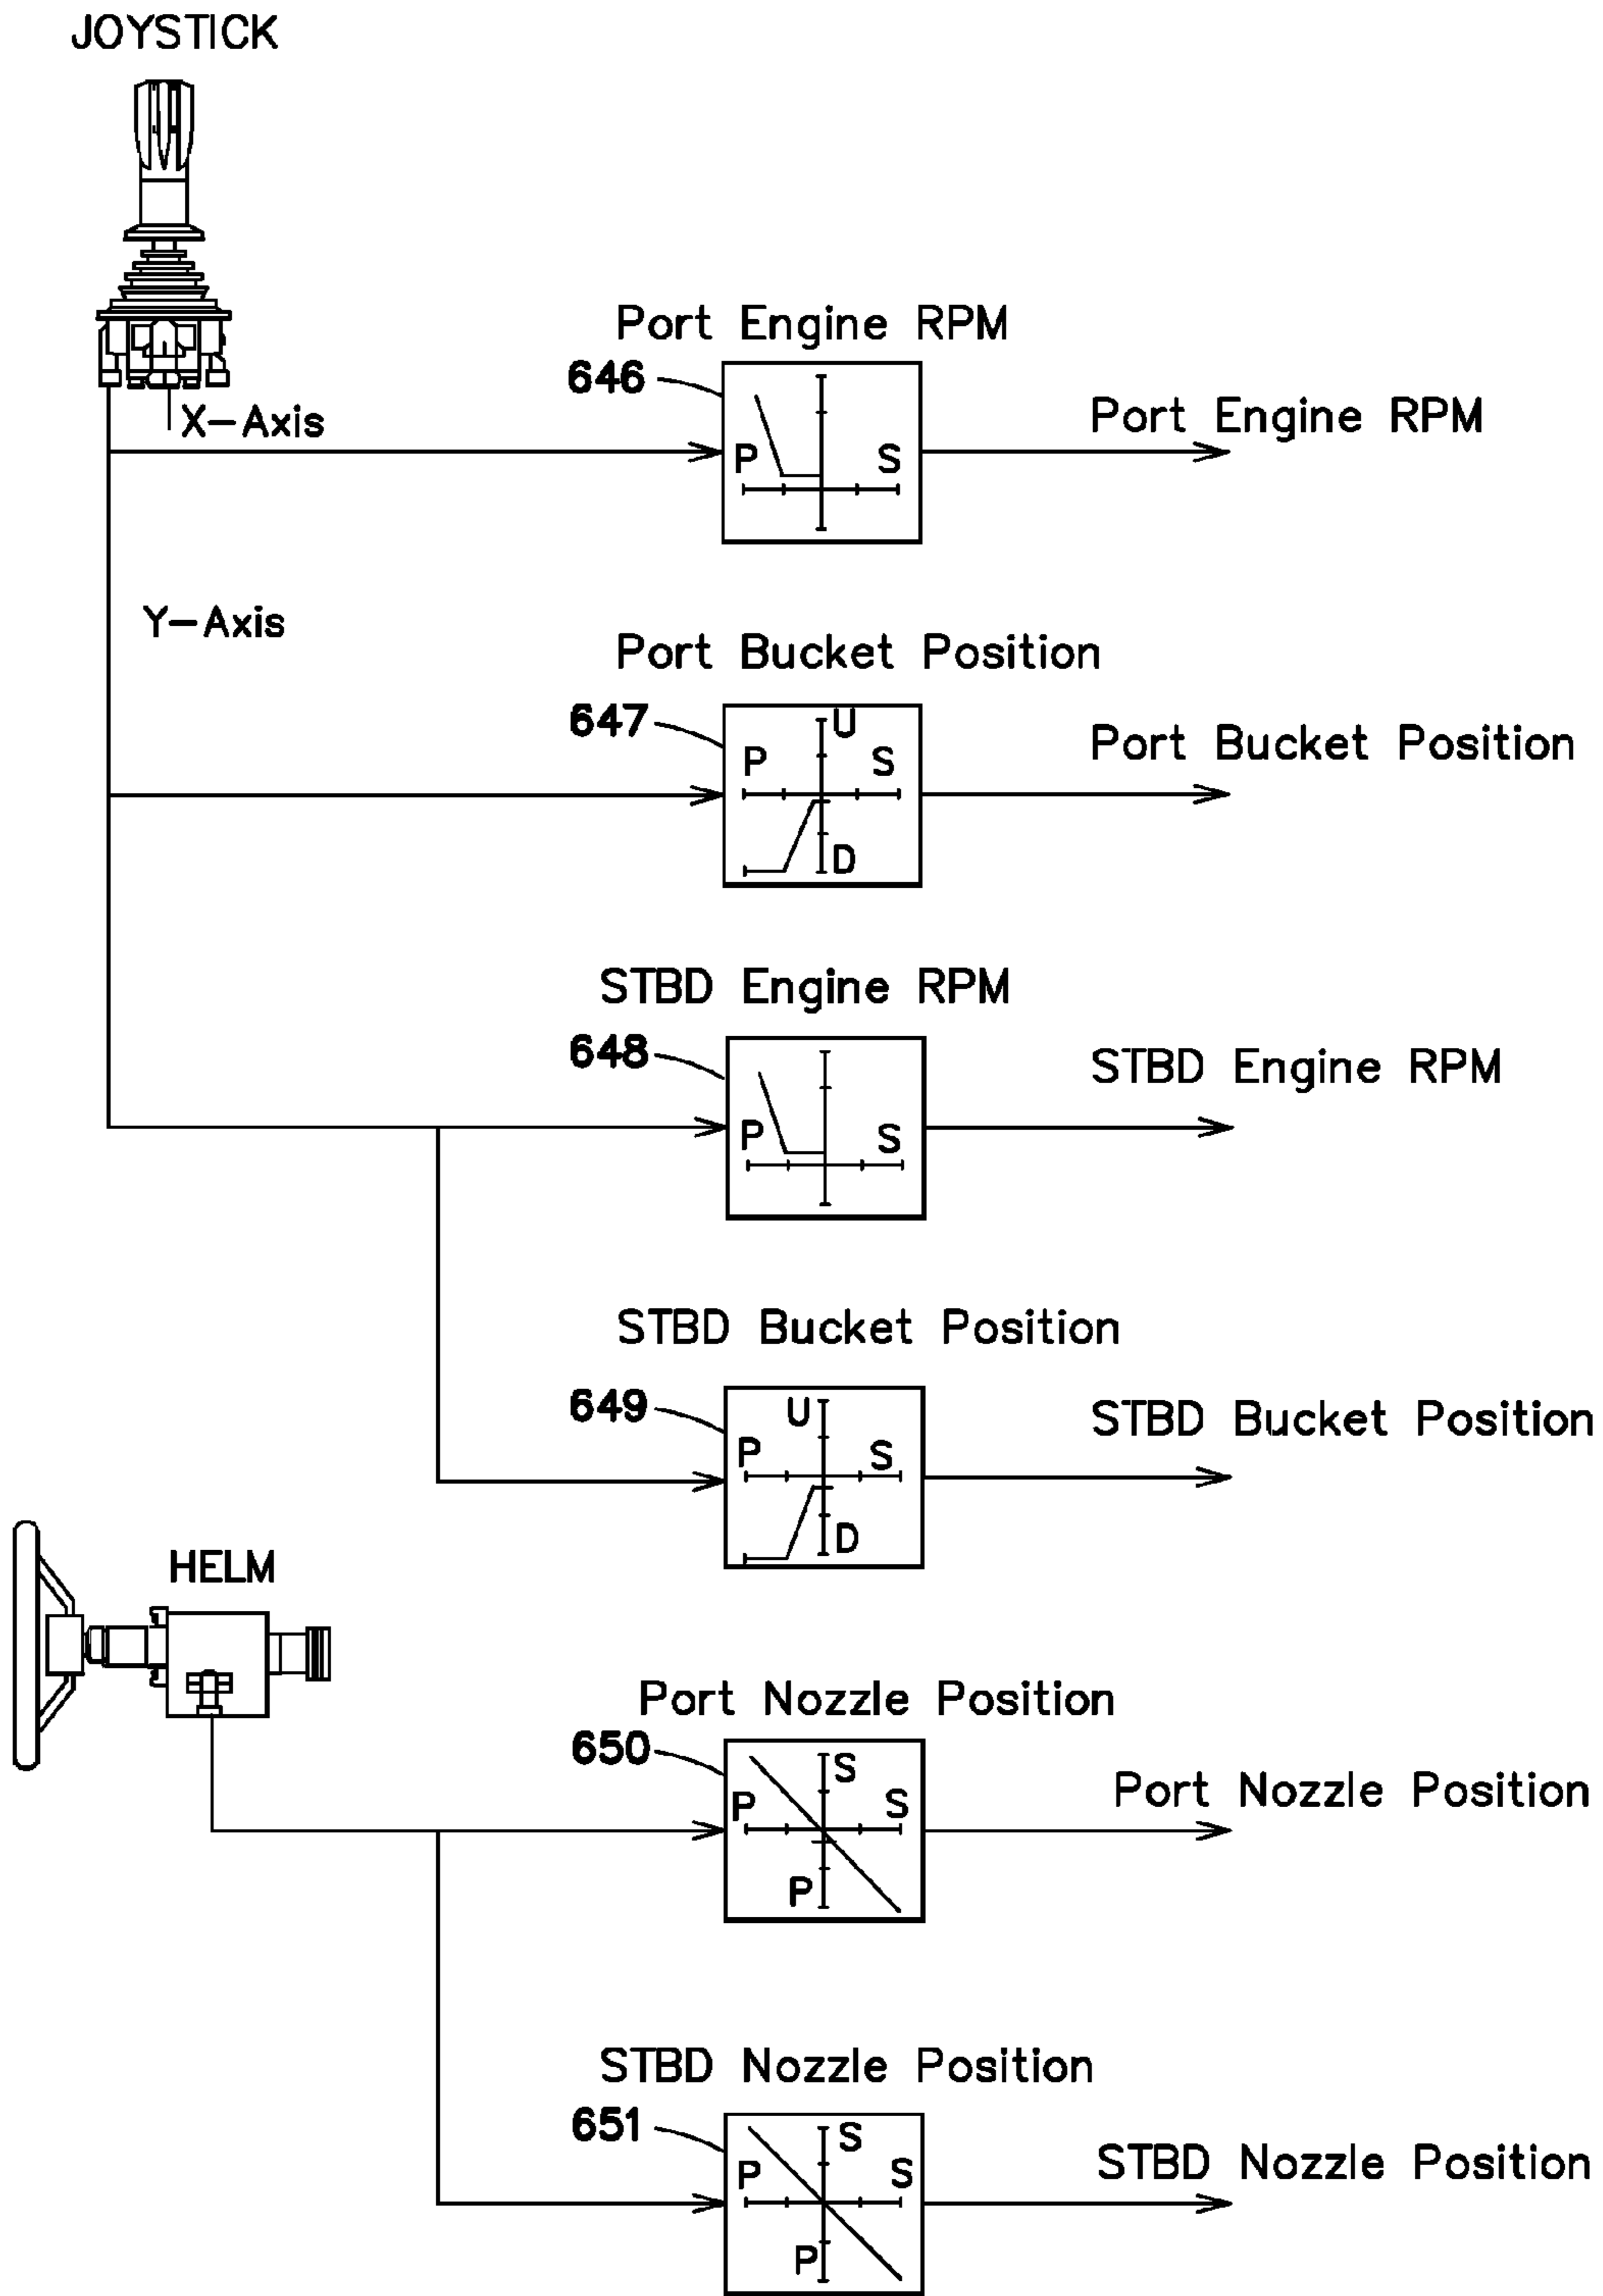 JOYSTICK
X-Axis
Y-Axis
Port Engine RPM
646
P S
Port Engine RPM
Port Bucket Position
647
U
P S
D
Port Bucket Position
STBD Engine RPM
648
P S
STBD Engine RPM
STBD Bucket Position
649
U
P S
D
STBD Bucket Position
HELM
Port Nozzle Position
650
S
P S
P
Port Nozzle Position
STBD Nozzle Position
651
S
P S
P
STBD Nozzle Position